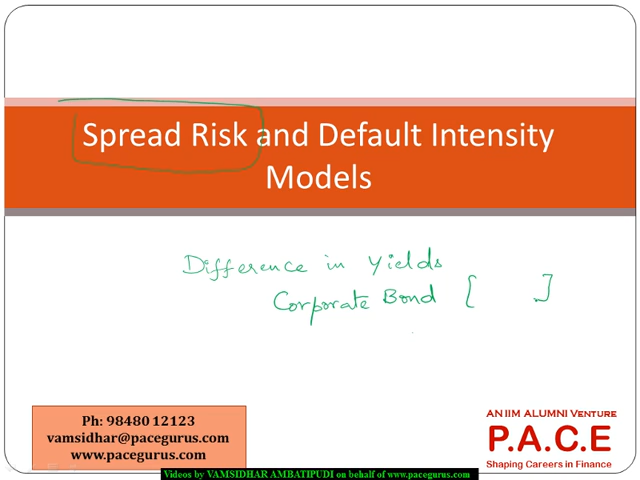 Spread Risk and Default Intensity
Models
Difference in Yields
Corporate Bond [ ]
Ph: 98480 12123
vamsidhar@pacegurus.com
www.pacegurus.com
AN IIM ALUMNI VENTURE
P.A.C.E
Shaping Careers in Finance
Videos by VAMSIDHAR AMBATIPUDI on behalf of www.pacegurus.com